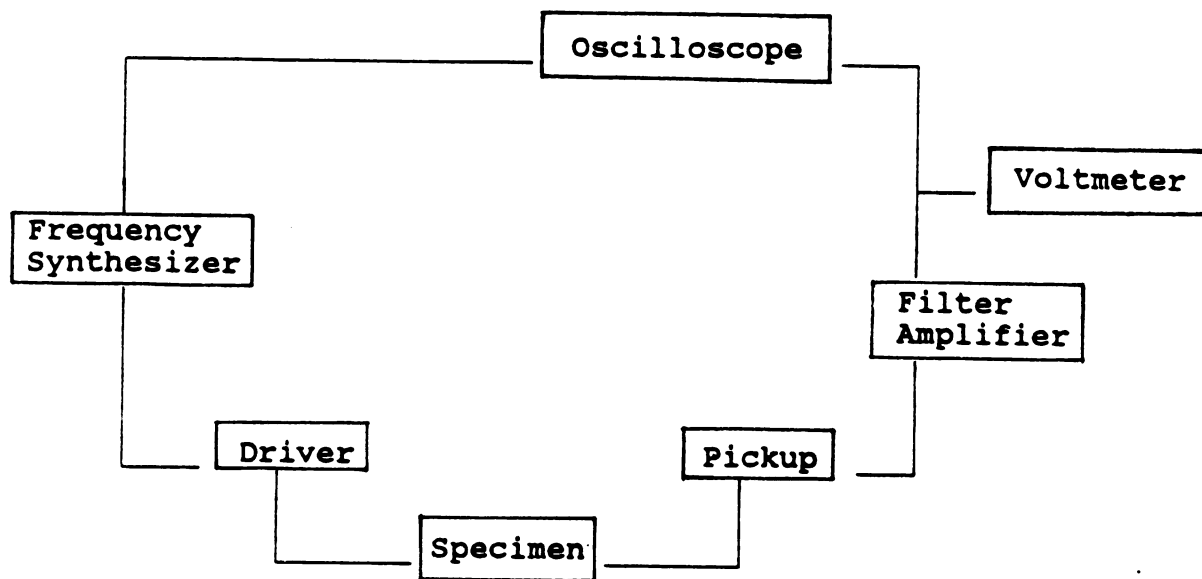 Oscilloscope
Voltmeter
Frequency
Synthesizer
Filter
Amplifier
Driver
Pickup
Specimen